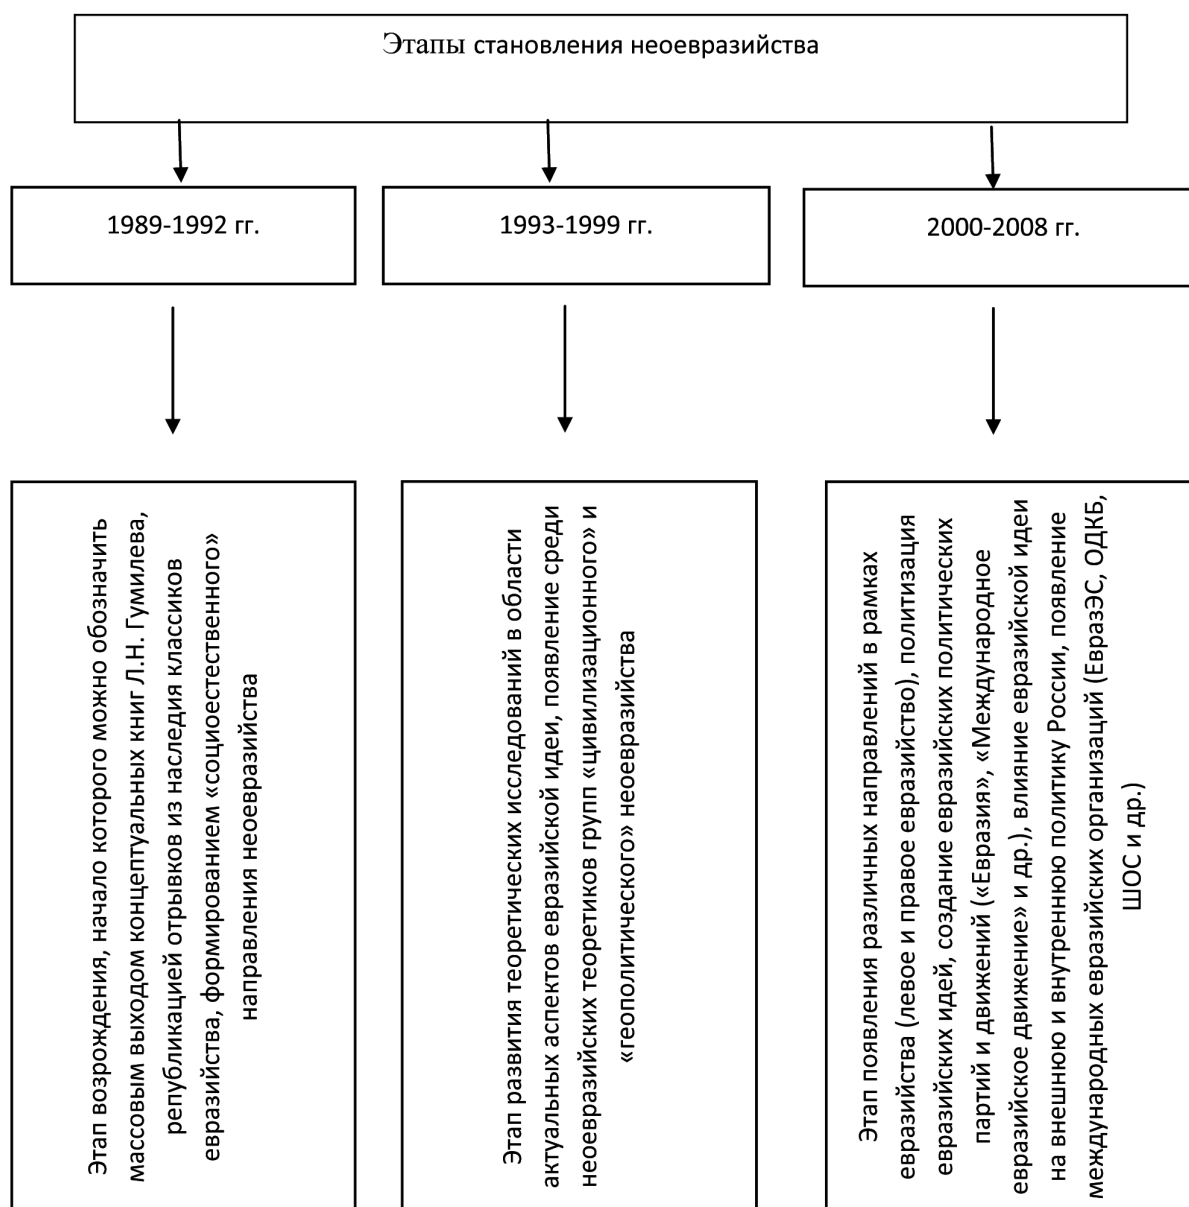 Этапы становления неоевразийства
1989-1992 гг.
1993-1999 гг.
2000-2008 гг.
Этап возрождения, начало которого можно обозначить
массовым выходом концептуальных книг Л.Н. Гумилева,
републикацией отрывков из наследия классиков
евразийства, формированием «социоестественного»
направления неоевразийства
Этап развития теоретических исследований в области
актуальных аспектов евразийской идеи, появление среди
неоевразийских теоретиков групп «цивилизационного» и
«геополитического» неоевразийства
Этап появления различных направлений в рамках
евразийства (левое и правое евразийство), политизация
евразийских идей, создание евразийских политических
партий и движений («Евразия», «Международное
евразийское движение» и др.), влияние евразийской идеи
на внешнюю и внутреннюю политику России, появление
международных евразийских организаций (ЕвразЭС, ОДКБ,
ШОС и др.)